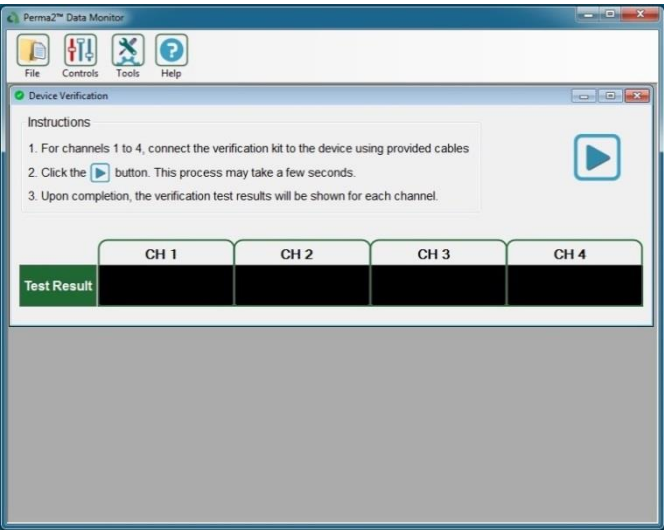 Perma2™ Data Monitor
File Controls Tools Help
Device Verification
Instructions
1. For channels 1 to 4, connect the verification kit to the device using provided cables
2. Click the button. This process may take a few seconds.
3. Upon completion, the verification test results will be shown for each channel.
CH 1 CH 2 CH 3 CH 4
Test Result